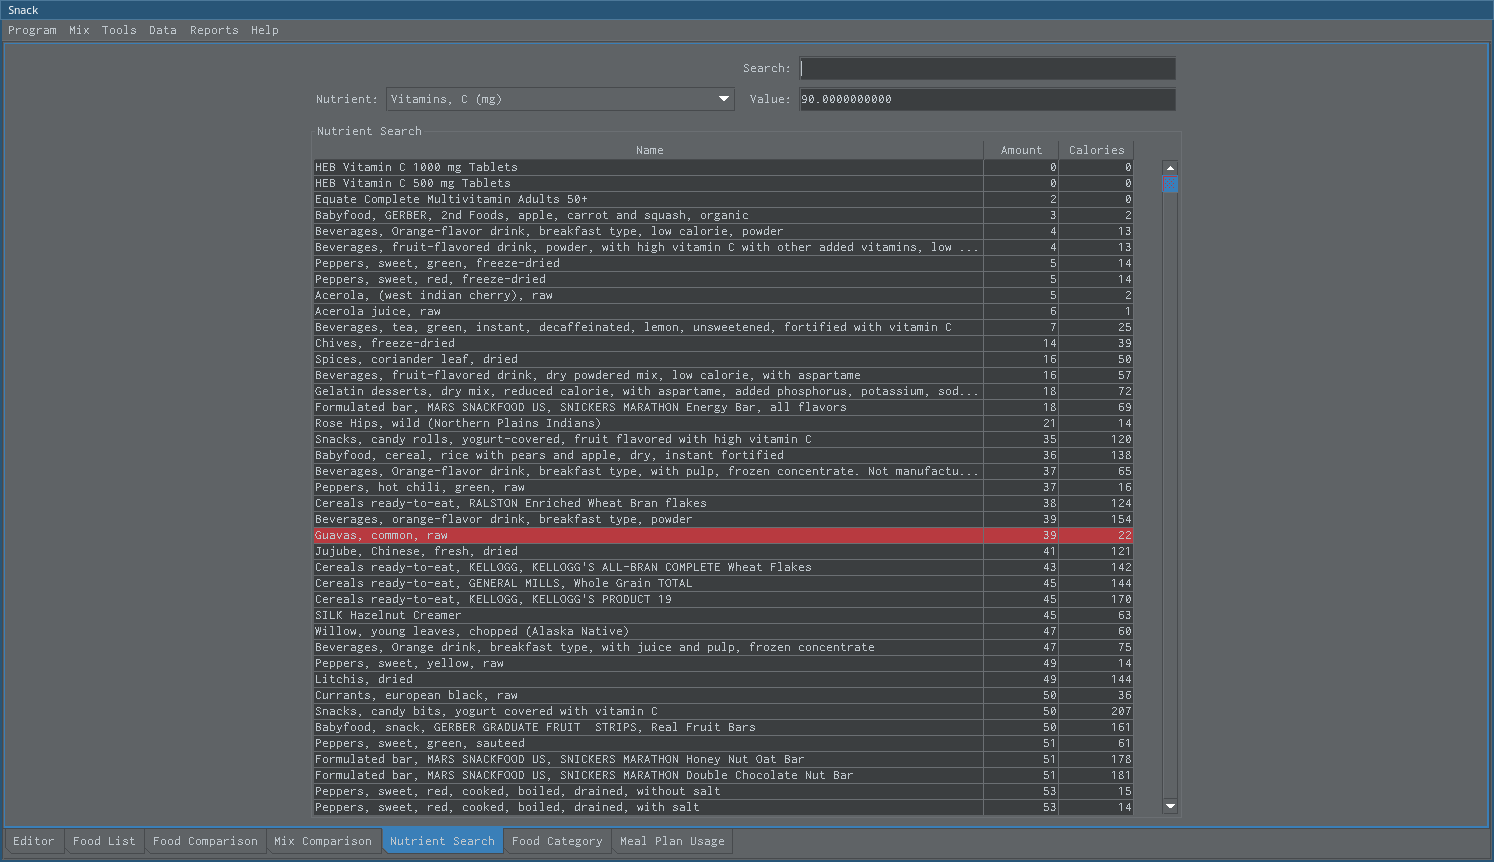 Snack
Program Mix Tools Data Reports Help
Search:
Nutrient: Vitamins, C (mg) Value: 90.0000000000
Nutrient Search
Name Amount Calories
HEB Vitamin C 1000 mg Tablets 0 0
HEB Vitamin C 500 mg Tablets 0 0
Equate Complete Multivitamin Adults 50+ 2 0
Babyfood, GERBER, 2nd Foods, apple, carrot and squash, organic 3 2
Beverages, Orange-flavor drink, breakfast type, low calorie, powder 4 13
Beverages, fruit-flavored drink, powder, with high vitamin C with other added vitamins, low ... 4 13
Peppers, sweet, green, freeze-dried 5 14
Peppers, sweet, red, freeze-dried 5 14
Acerola, (west indian cherry), raw 5 2
Acerola juice, raw 6 1
Beverages, tea, green, instant, decaffeinated, lemon, unsweetened, fortified with vitamin C 7 25
Chives, freeze-dried 14 39
Spices, coriander leaf, dried 16 50
Beverages, fruit-flavored drink, dry powdered mix, low calorie, with aspartame 16 57
Gelatin desserts, dry mix, reduced calorie, with aspartame, added phosphorus, potassium, sod... 18 72
Formulated bar, MARS SNACKFOOD US, SNICKERS MARATHON Energy Bar, all flavors 18 69
Rose Hips, wild (Northern Plains Indians) 21 14
Snacks, candy rolls, yogurt-covered, fruit flavored with high vitamin C 35 120
Babyfood, cereal, rice with pears and apple, dry, instant fortified 36 138
Beverages, Orange-flavor drink, breakfast type, with pulp, frozen concentrate. Not manufactu... 37 65
Peppers, hot chili, green, raw 37 16
Cereals ready-to-eat, RALSTON Enriched Wheat Bran flakes 38 124
Beverages, orange-flavor drink, breakfast type, powder 39 154
Guavas, common, raw 39 22
Jujube, Chinese, fresh, dried 41 121
Cereals ready-to-eat, KELLOGG, KELLOGG'S ALL-BRAN COMPLETE Wheat Flakes 43 142
Cereals ready-to-eat, GENERAL MILLS, Whole Grain TOTAL 45 144
Cereals ready-to-eat, KELLOGG, KELLOGG'S PRODUCT 19 45 170
SILK Hazelnut Creamer 45 63
Willow, young leaves, chopped (Alaska Native) 47 60
Beverages, Orange drink, breakfast type, with juice and pulp, frozen concentrate 47 75
Peppers, sweet, yellow, raw 49 14
Litchis, dried 49 144
Currants, european black, raw 50 36
Snacks, candy bits, yogurt covered with vitamin C 50 207
Babyfood, snack, GERBER GRADUATE FRUIT  STRIPS, Real Fruit Bars 50 161
Peppers, sweet, green, sauteed 51 61
Formulated bar, MARS SNACKFOOD US, SNICKERS MARATHON Honey Nut Oat Bar 51 178
Formulated bar, MARS SNACKFOOD US, SNICKERS MARATHON Double Chocolate Nut Bar 51 181
Peppers, sweet, red, cooked, boiled, drained, without salt 53 15
Peppers, sweet, red, cooked, boiled, drained, with salt 53 14
Editor Food List Food Comparison Mix Comparison Nutrient Search Food Category Meal Plan Usage